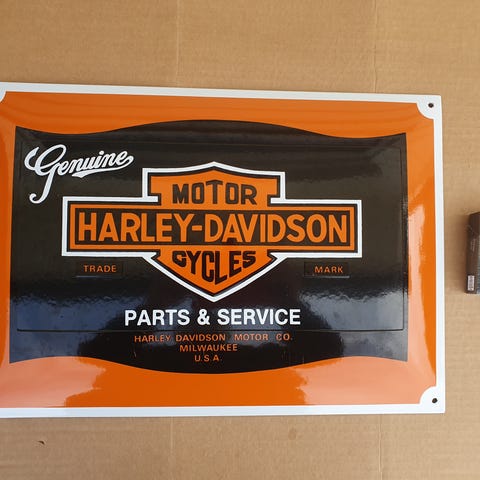 Genuine
MOTOR
HARLEY-DAVIDSON
CYCLES
TRADE MARK
PARTS & SERVICE
HARLEY DAVIDSON MOTOR CO.
MILWAUKEE
U.S.A.